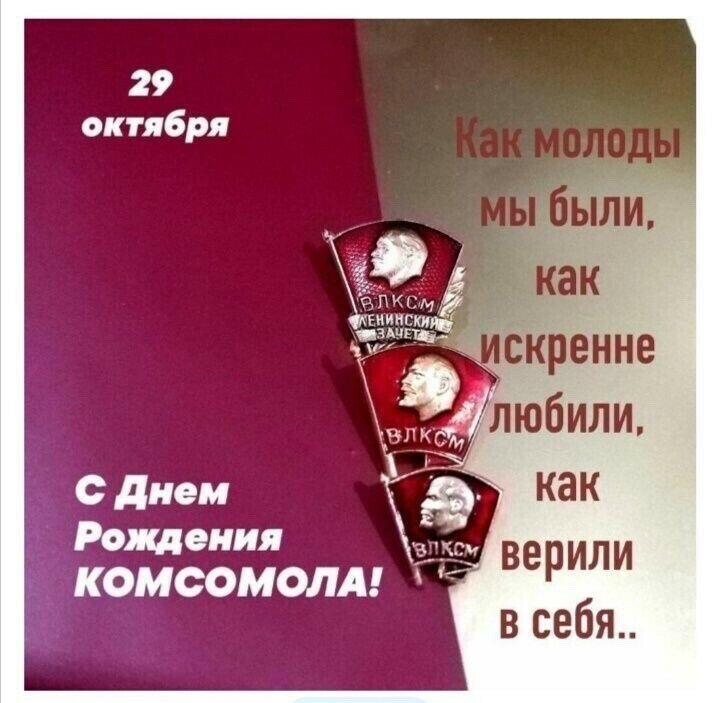 29
октября
Как молоды
мы были,
как
искренне
любили,
как
верили
в себя..
ВЛКСМ
ЛЕНИНСКИЙ
ЗАЧЕТ
ВЛКСМ
ВЛКСМ
С Днем
Рождения
КОМСОМОЛА!